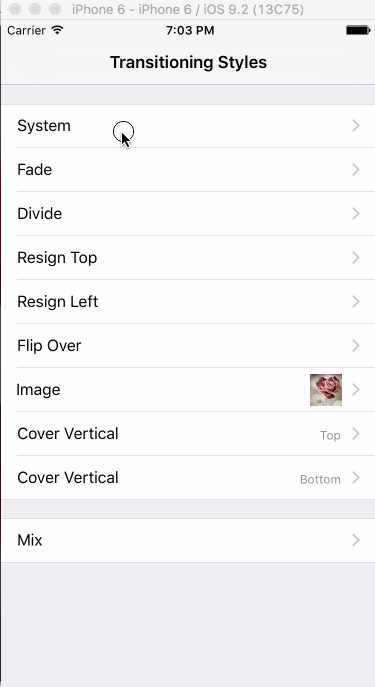 iPhone 6 - iPhone 6 / iOS 9.2 (13C75)
Carrier 7:03 PM
Transitioning Styles
System
Fade
Divide
Resign Top
Resign Left
Flip Over
Image
Cover Vertical Top
Cover Vertical Bottom
Mix